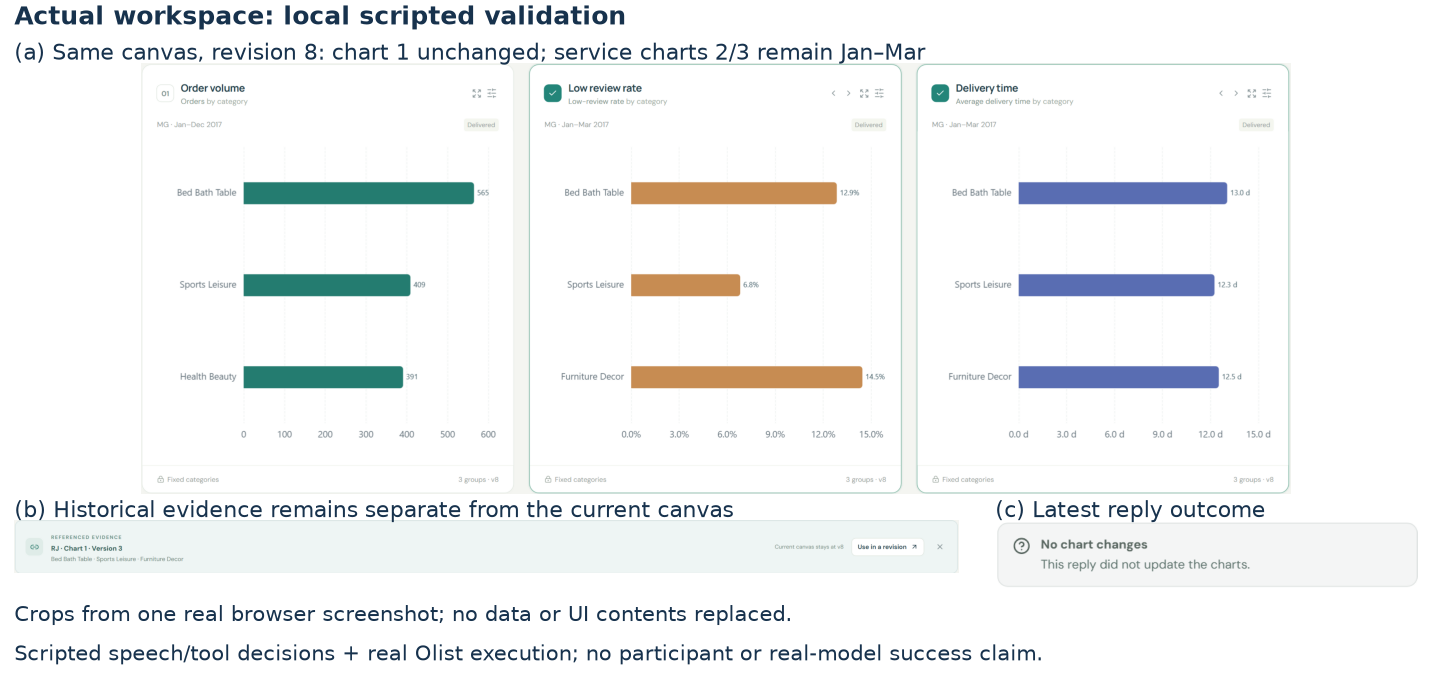 Actual workspace: local scripted validation
(a) Same canvas, revision 8: chart 1 unchanged; service charts 2/3 remain Jan–Mar
01
Order volume
Orders by category
MG · Jan–Dec 2017
Delivered
Bed Bath Table
565
Sports Leisure
409
Health Beauty
391
0 100 200 300 400 500 600
Fixed categories
3 groups · v8
Low review rate
Low-review rate by category
MG · Jan–Mar 2017
Delivered
Bed Bath Table
12.9%
Sports Leisure
6.8%
Furniture Decor
14.5%
0.0% 3.0% 6.0% 9.0% 12.0% 15.0%
Fixed categories
3 groups · v8
Delivery time
Average delivery time by category
MG · Jan–Mar 2017
Delivered
Bed Bath Table
13.0 d
Sports Leisure
12.3 d
Furniture Decor
12.5 d
0.0 d 3.0 d 6.0 d 9.0 d 12.0 d 15.0 d
Fixed categories
3 groups · v8
(b) Historical evidence remains separate from the current canvas
REFERENCED EVIDENCE
RJ · Chart 1 · Version 3
Bed Bath Table · Sports Leisure · Furniture Decor
Current canvas stays at v8
Use in a revision
(c) Latest reply outcome
No chart changes
This reply did not update the charts.
Crops from one real browser screenshot; no data or UI contents replaced.
Scripted speech/tool decisions + real Olist execution; no participant or real-model success claim.